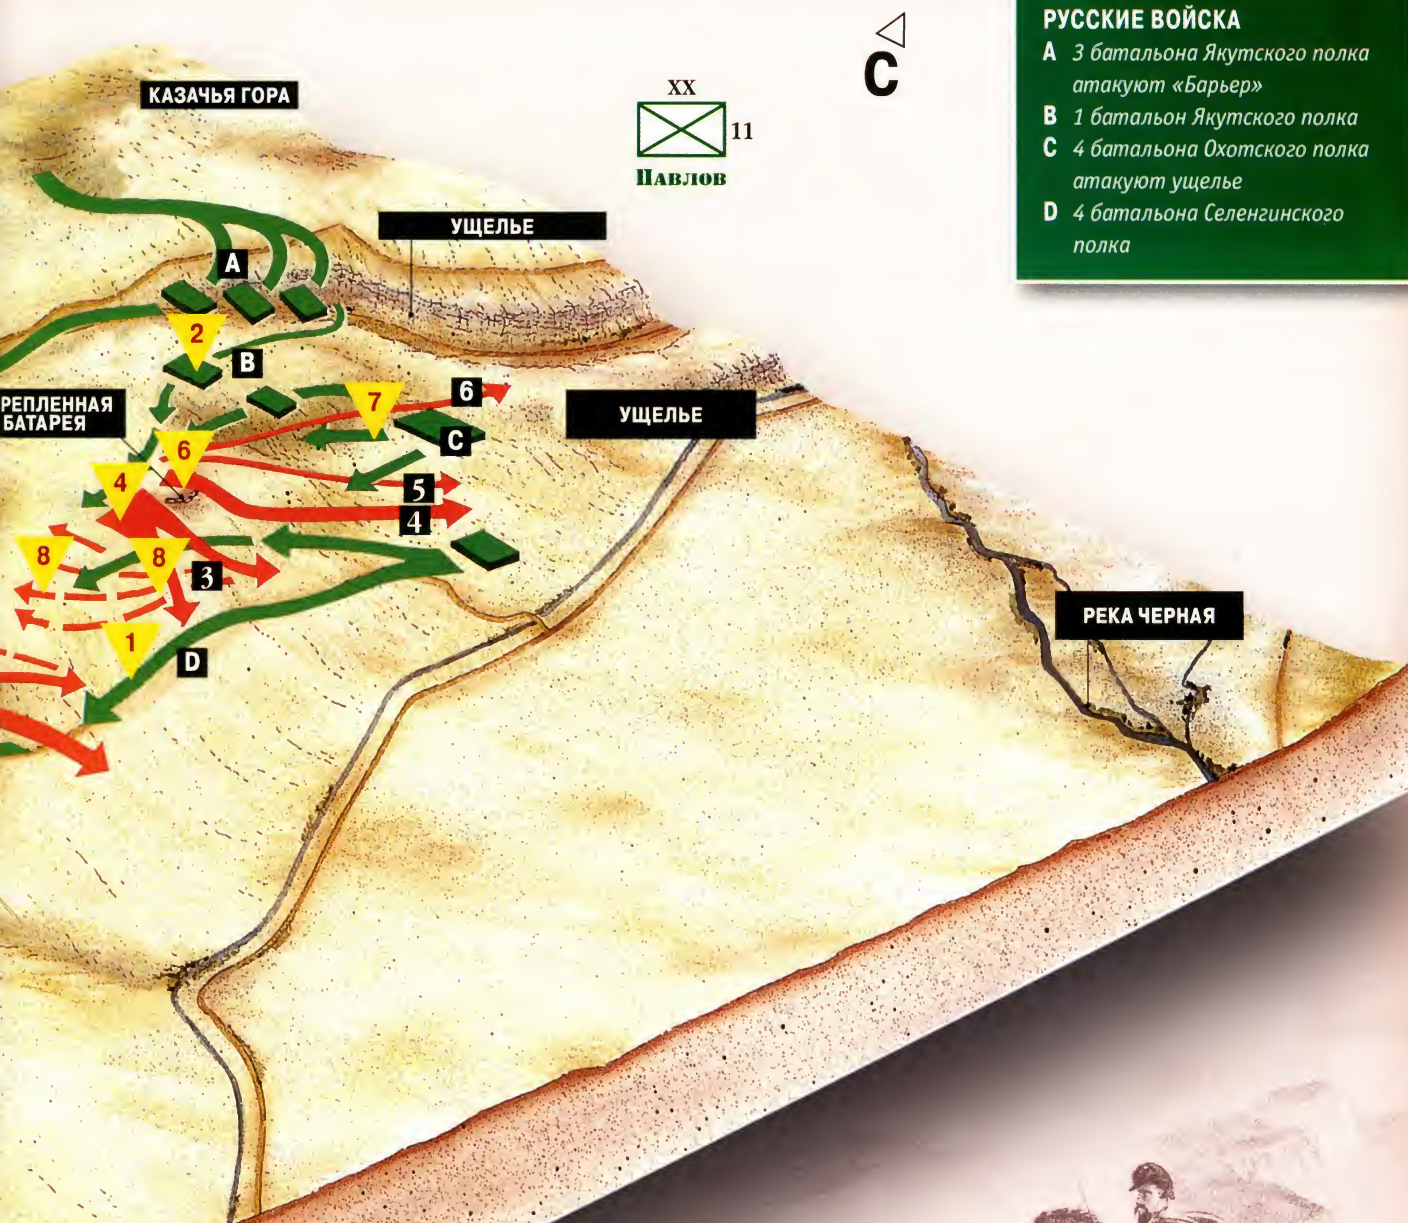 РУССКИЕ ВОЙСКА
A 3 батальона Якутского полка
атакуют «Барьер»
B 1 батальон Якутского полка
C 4 батальона Охотского полка
атакуют ущелье
D 4 батальона Селенгинского
полка
С
XX
11
ПАВЛОВ
КАЗАЧЬЯ ГОРА
УЩЕЛЬЕ
A
2
B
РЕПЛЕННАЯ
БАТАРЕЯ
7
6
C
УЩЕЛЬЕ
6
4
5
4
8
8
3
1
D
РЕКА ЧЕРНАЯ